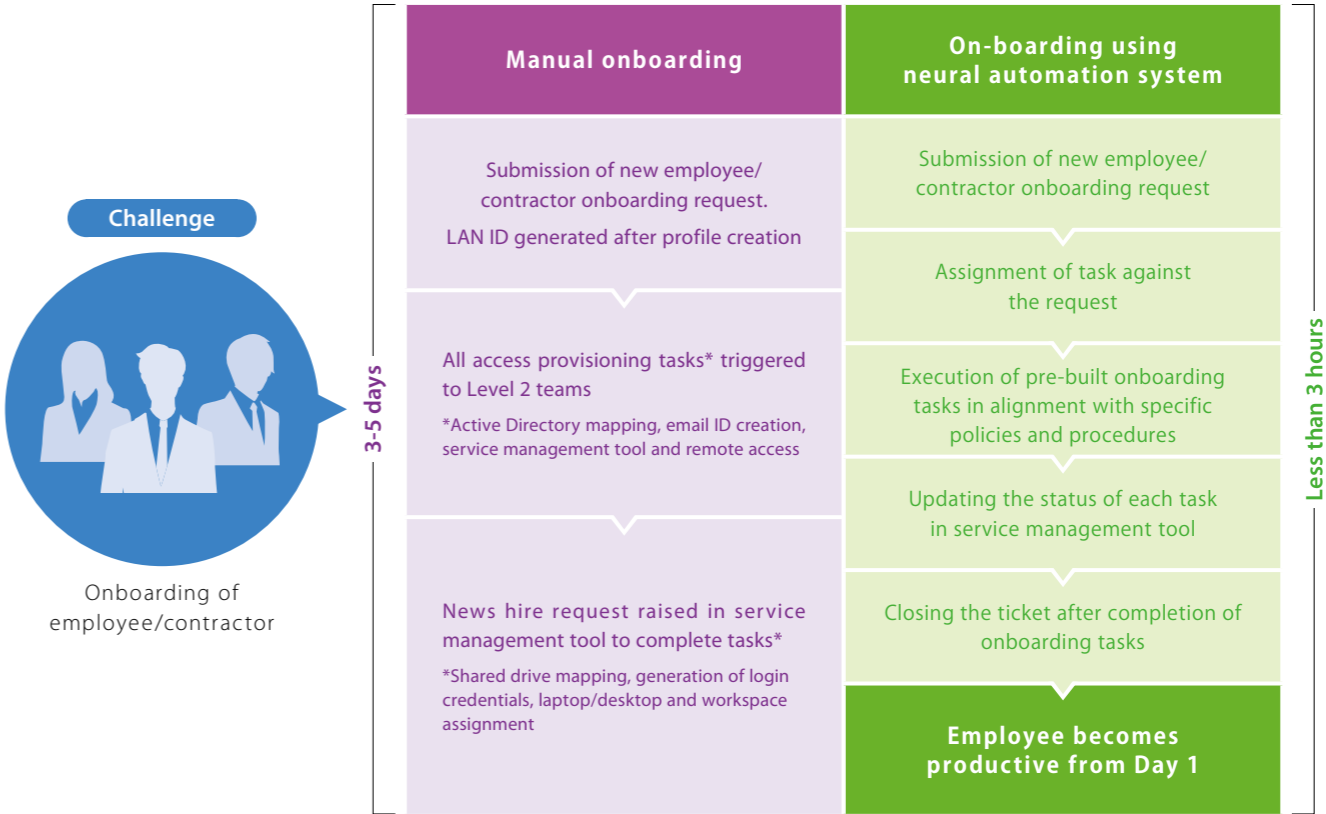 Challenge
Onboarding of
employee/contractor
3-5 days
Manual onboarding
Submission of new employee/
contractor onboarding request.
LAN ID generated after profile creation
All access provisioning tasks* triggered
to Level 2 teams
*Active Directory mapping, email ID creation,
service management tool and remote access
News hire request raised in service
management tool to complete tasks*
*Shared drive mapping, generation of login
credentials, laptop/desktop and workspace
assignment
On-boarding using
neural automation system
Submission of new employee/
contractor onboarding request
Assignment of task against
the request
Execution of pre-built onboarding
tasks in alignment with specific
policies and procedures
Updating the status of each task
in service management tool
Closing the ticket after completion of
onboarding tasks
Employee becomes
productive from Day 1
Less than 3 hours